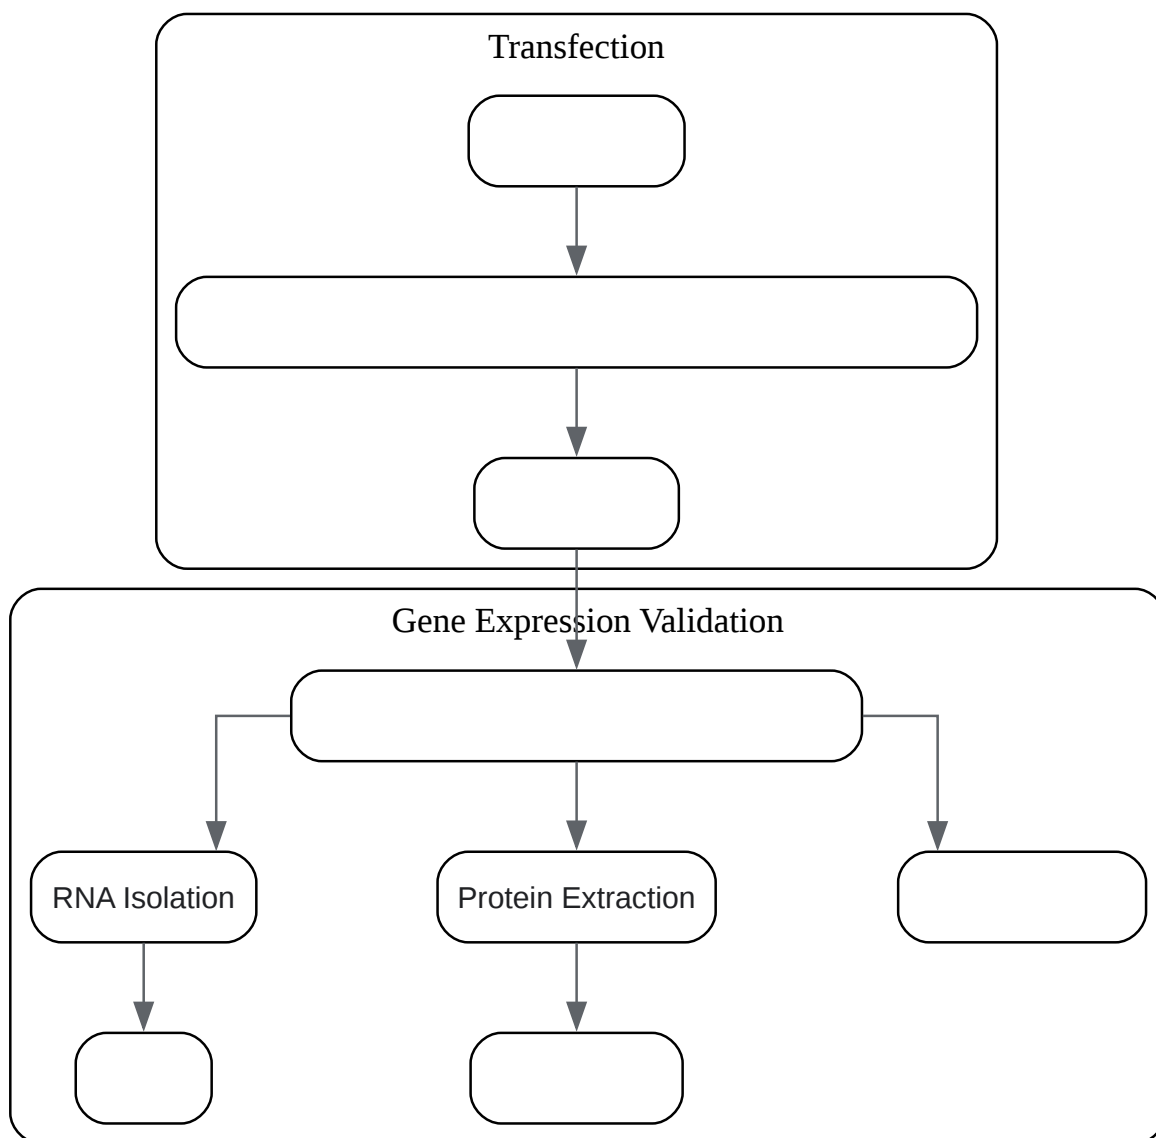 Transfection
Gene Expression Validation
RNA Isolation
Protein Extraction